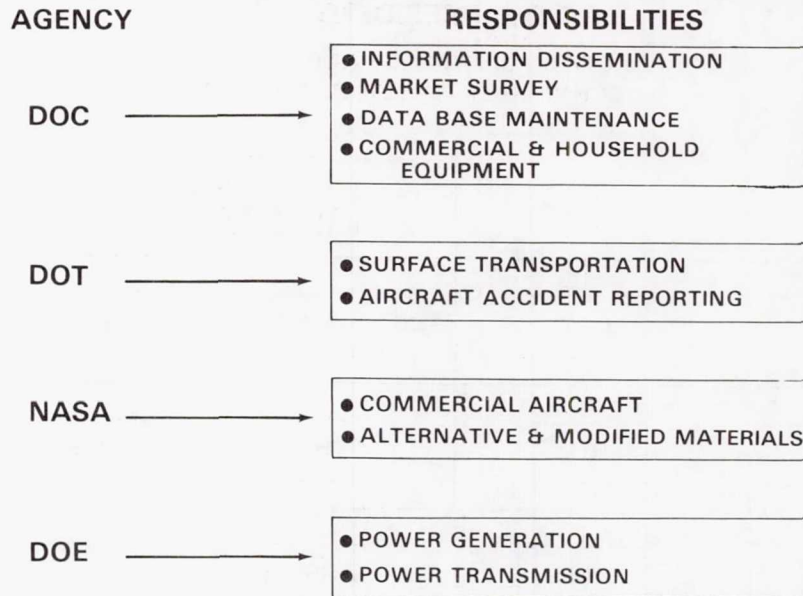 AGENCY RESPONSIBILITIES
DOC
● INFORMATION DISSEMINATION
● MARKET SURVEY
● DATA BASE MAINTENANCE
● COMMERCIAL & HOUSEHOLD
EQUIPMENT
DOT
● SURFACE TRANSPORTATION
● AIRCRAFT ACCIDENT REPORTING
NASA
● COMMERCIAL AIRCRAFT
● ALTERNATIVE & MODIFIED MATERIALS
DOE
● POWER GENERATION
● POWER TRANSMISSION